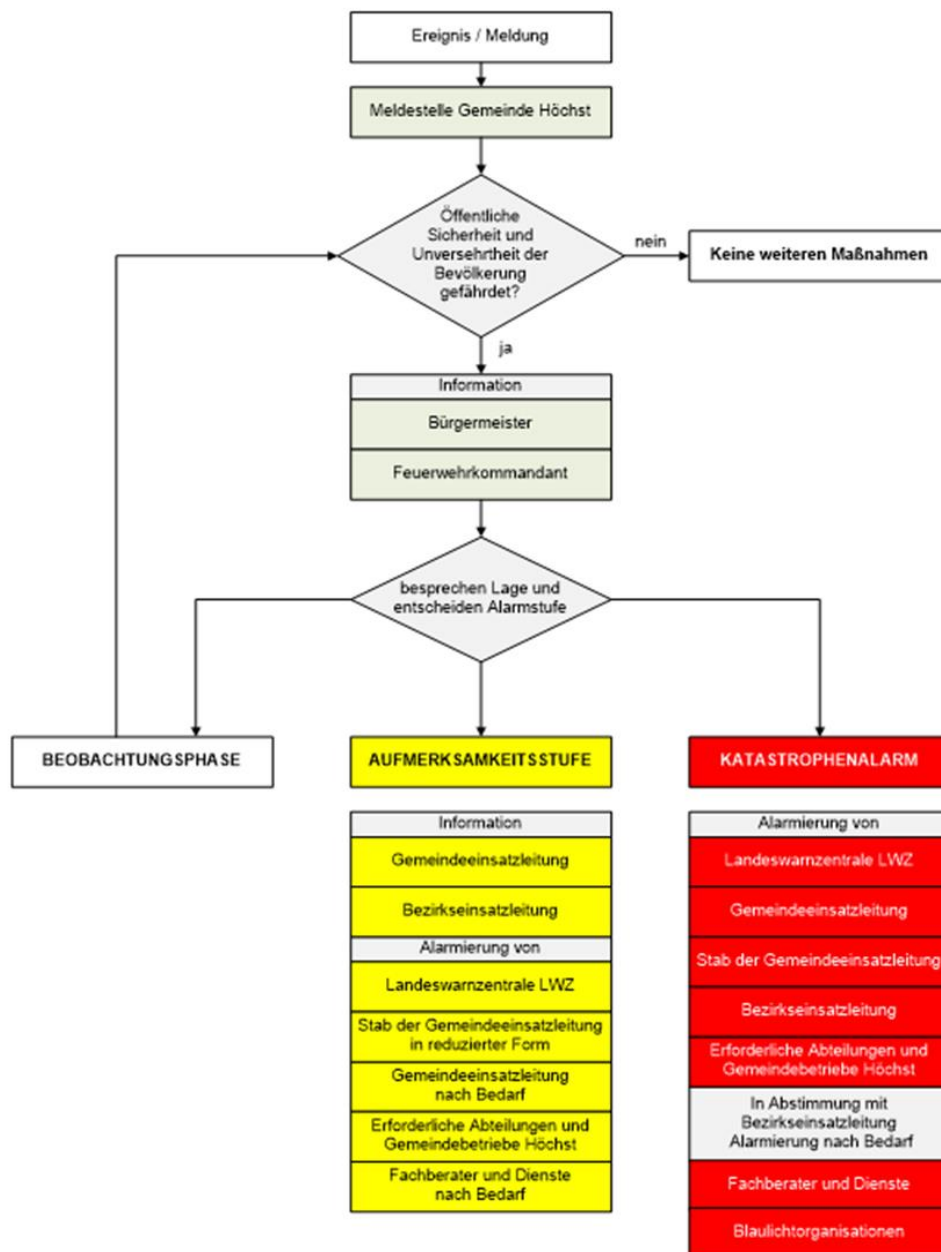 Ereignis / Meldung
Meldestelle Gemeinde Höchst
Öffentliche
Sicherheit und
Unversehrtheit der
Bevölkerung
gefährdet?
nein
Keine weiteren Maßnahmen
ja
Information
Bürgermeister
Feuerwehrkommandant
besprechen Lage und
entscheiden Alarmstufe
BEOBACHTUNGSPHASE
AUFMERKSAMKEITSSTUFE
KATASTROPHENALARM
Information
Gemeindeeinsatzleitung
Bezirkseinsatzleitung
Alarmierung von
Landeswarnzentrale LWZ
Stab der Gemeindeeinsatzleitung
in reduzierter Form
Gemeindeeinsatzleitung
nach Bedarf
Erforderliche Abteilungen und
Gemeindebetriebe Höchst
Fachberater und Dienste
nach Bedarf
Alarmierung von
Landeswarnzentrale LWZ
Gemeindeeinsatzleitung
Stab der Gemeindeeinsatzleitung
Bezirkseinsatzleitung
Erforderliche Abteilungen und
Gemeindebetriebe Höchst
In Abstimmung mit
Bezirkseinsatzleitung
Alarmierung nach Bedarf
Fachberater und Dienste
Blaulichtorganisationen